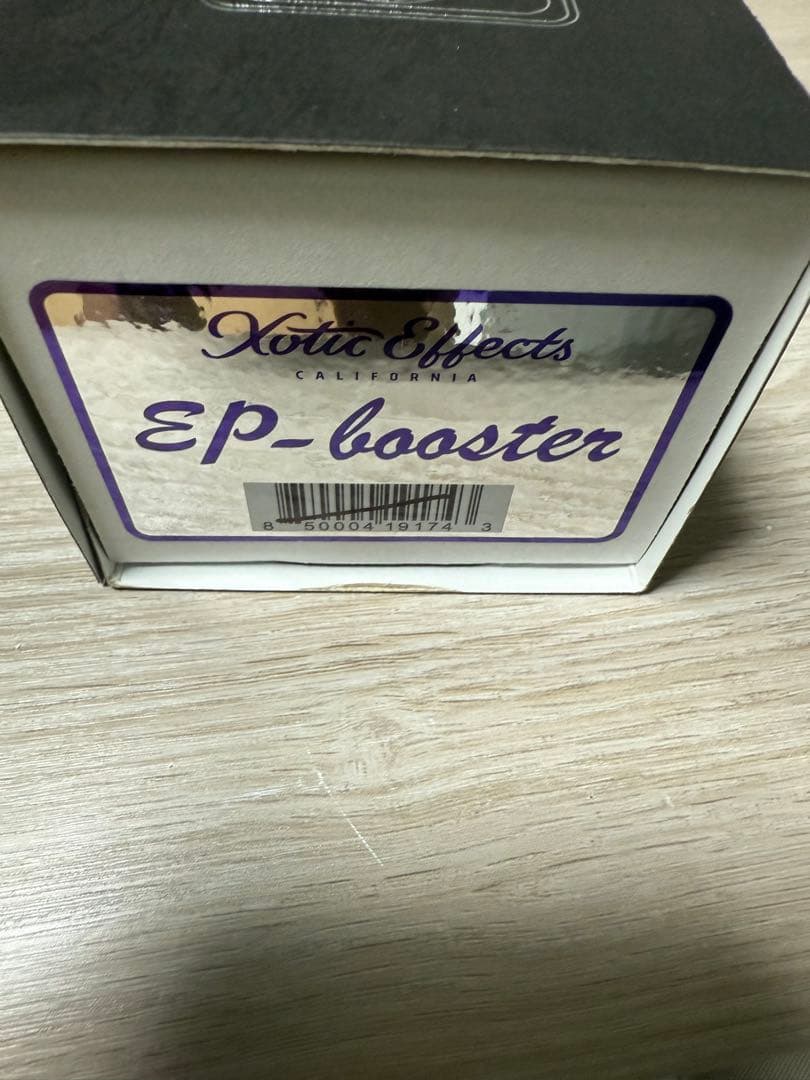 Xotic Effects
CALIFORNIA
EP-booster
8 50004 19174 3